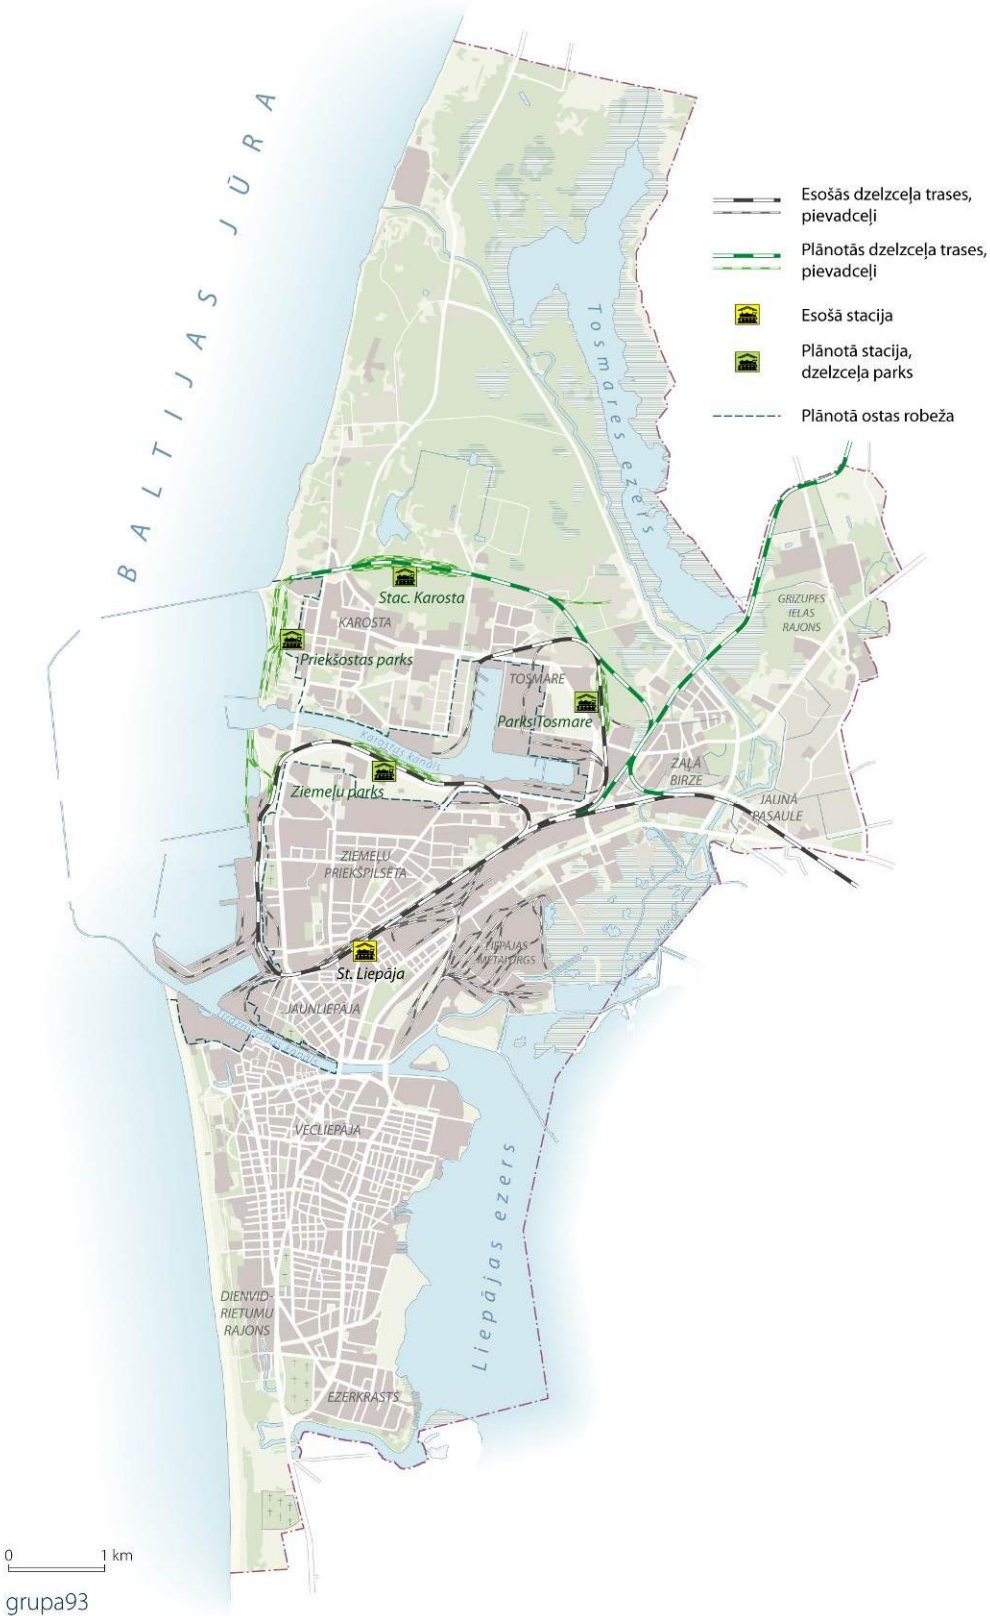 BALTIJAS JŪRA
Esošās dzelzceļa trases,
pievadceļi
Plānotās dzelzceļa trases,
pievadceļi
Esošā stacija
Plānotā stacija,
dzelzceļa parks
Plānotā ostas robeža
Tosmares ezers
Stac. Karosta
KAROSTA
GRĪZUPES
IELAS
RAJONS
Priekšostas parks
TOSMARE
Parks Tosmare
Karostas kanāls
ZAĻĀ
BIRZE
Ziemeļu parks
JAUNĀ
PASAULE
ZIEMEĻU
PRIEKŠPILSĒTA
LIEPĀJAS
METALURGS
St. Liepāja
JAUNLIEPĀJA
Tirdzniecības kanāls
VECLIEPĀJA
Liepājas ezers
DIENVID-
RIETUMU
RAJONS
EZERKRASTS
0 1 km
grupa93